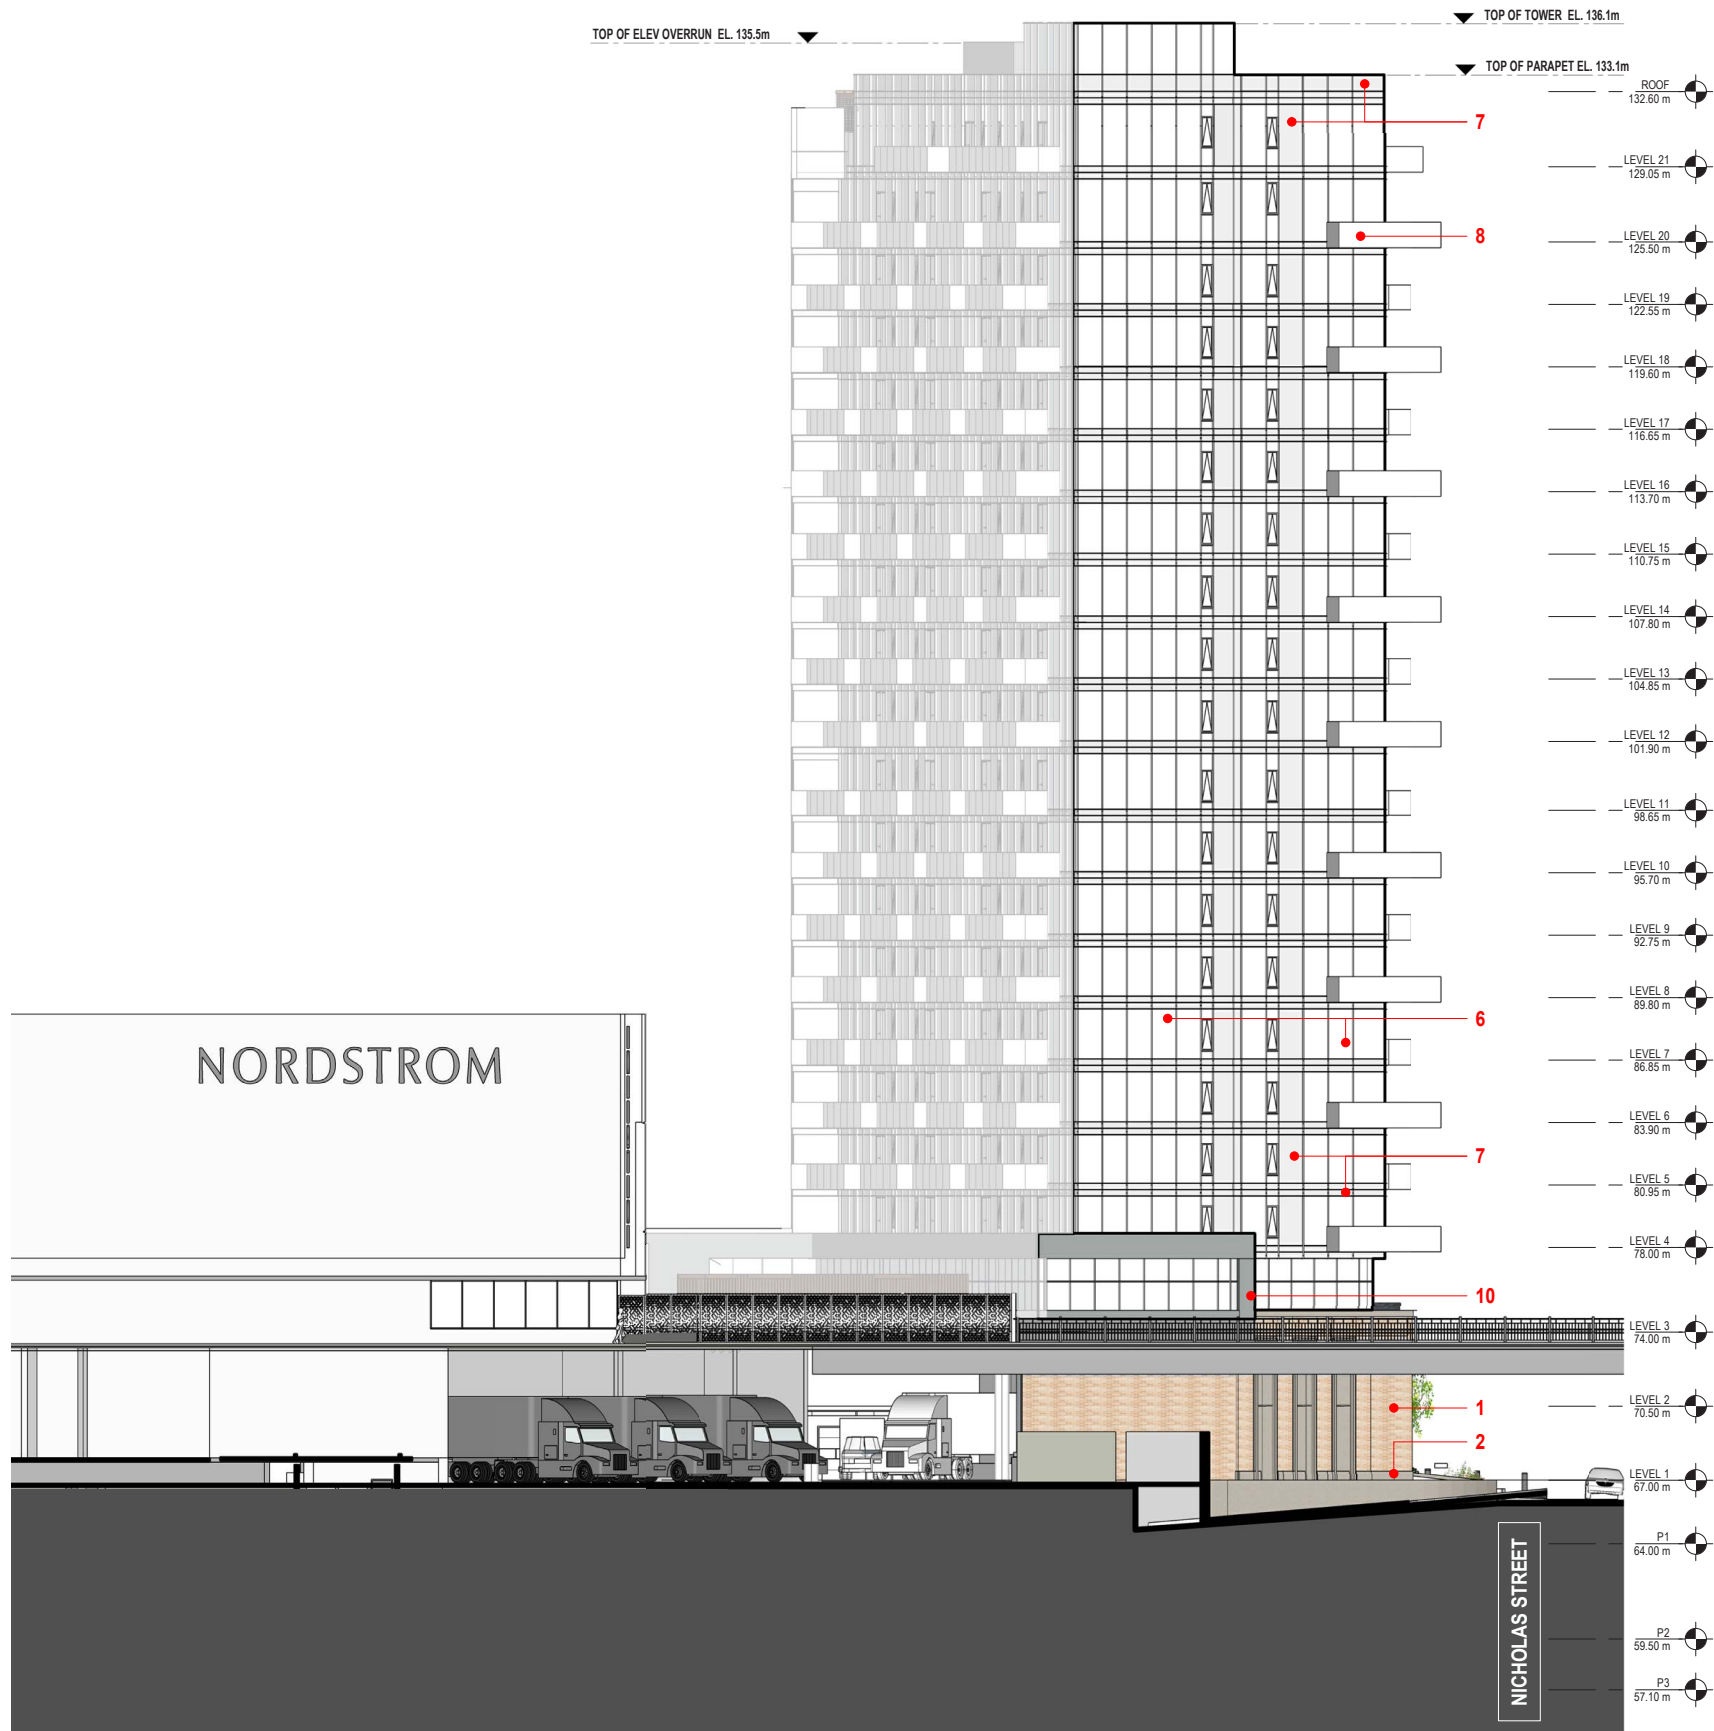 TOP OF TOWER EL. 136.1m
TOP OF ELEV OVERRUN EL. 135.5m
TOP OF PARAPET EL. 133.1m
ROOF
132.60 m
7
LEVEL 21
129.05 m
8
LEVEL 20
125.50 m
LEVEL 19
122.55 m
LEVEL 18
119.60 m
LEVEL 17
116.65 m
LEVEL 16
113.70 m
LEVEL 15
110.75 m
LEVEL 14
107.80 m
LEVEL 13
104.85 m
LEVEL 12
101.90 m
LEVEL 11
98.65 m
LEVEL 10
95.70 m
LEVEL 9
92.75 m
LEVEL 8
89.80 m
6
NORDSTROM
LEVEL 7
86.85 m
LEVEL 6
83.90 m
7
LEVEL 5
80.95 m
LEVEL 4
78.00 m
10
LEVEL 3
74.00 m
LEVEL 2
70.50 m
1
2
LEVEL 1
67.00 m
P1
64.00 m
NICHOLAS STREET
P2
59.50 m
P3
57.10 m